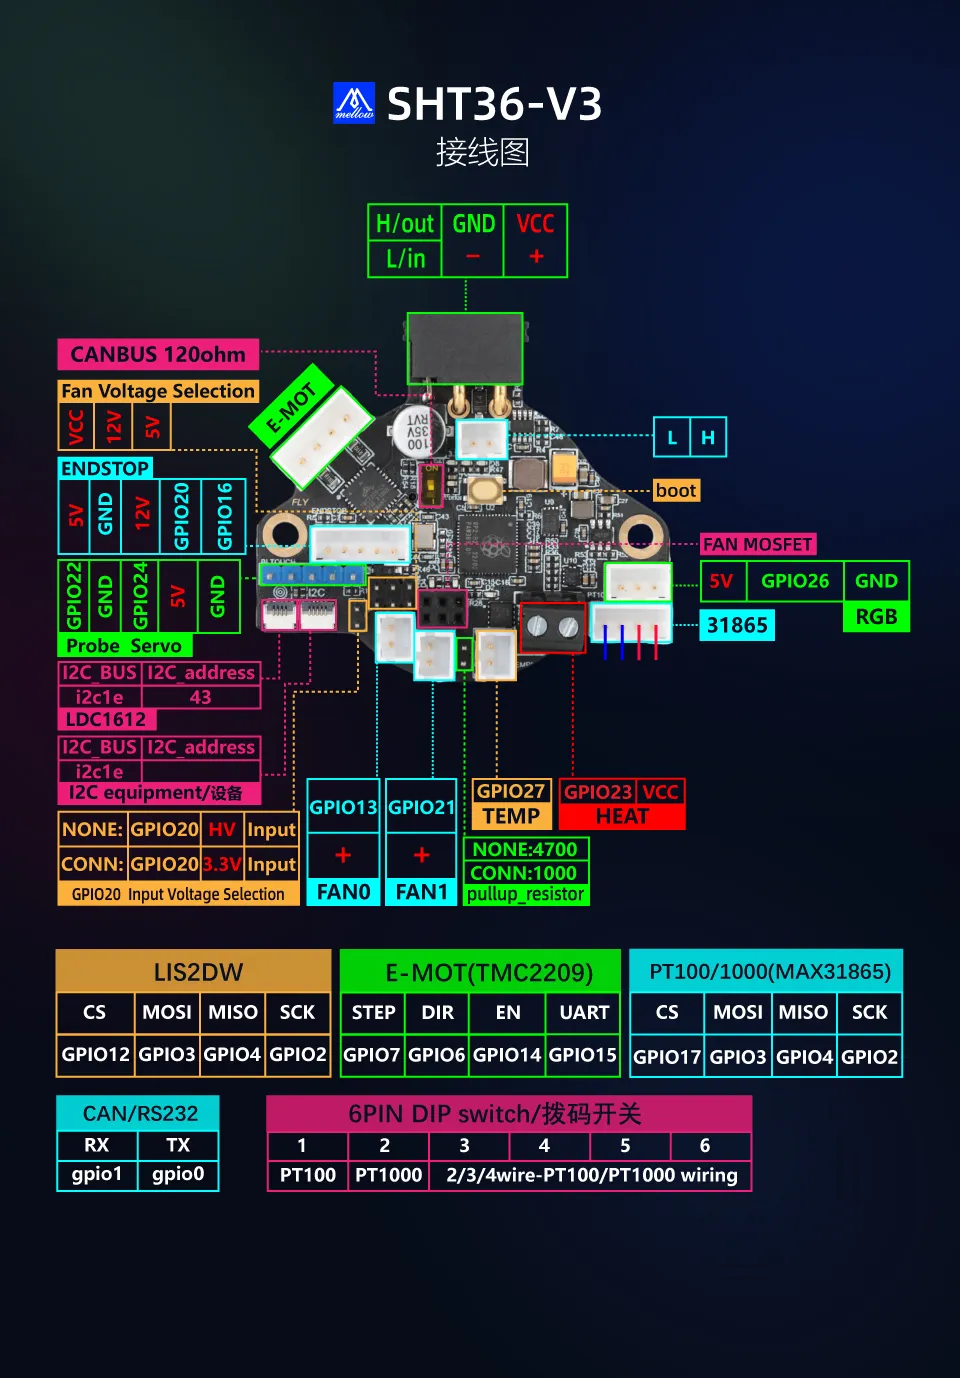 mellow
SHT36-V3
接线图
H/out GND VCC
L/in − +
CANBUS 120ohm
Fan Voltage Selection
VCC 12V 5V
E-MOT
100
35V
RVT
L H
ENDSTOP
5V GND 12V GPIO20 GPIO16
ON
boot
FLY
ENDSTOP
FAN MOSFET
GPIO22 GND GPIO24 5V GND
Probe Servo
I2C
5V GPIO26 GND
RGB
31865
I2C_BUS I2C_address
i2c1e 43
LDC1612
I2C_BUS I2C_address
i2c1e
I2C equipment/设备
NONE: GPIO20 HV Input
CONN: GPIO20 3.3V Input
GPIO20 Input Voltage Selection
GPIO13
+
FAN0
GPIO21
+
FAN1
GPIO27
TEMP
GPIO23 VCC
HEAT
NONE:4700
CONN:1000
pullup_resistor
LIS2DW
CS MOSI MISO SCK
GPIO12 GPIO3 GPIO4 GPIO2
E-MOT(TMC2209)
STEP DIR EN UART
GPIO7 GPIO6 GPIO14 GPIO15
PT100/1000(MAX31865)
CS MOSI MISO SCK
GPIO17 GPIO3 GPIO4 GPIO2
CAN/RS232
RX TX
gpio1 gpio0
6PIN DIP switch/拨码开关
1 2 3 4 5 6
PT100 PT1000 2/3/4wire-PT100/PT1000 wiring